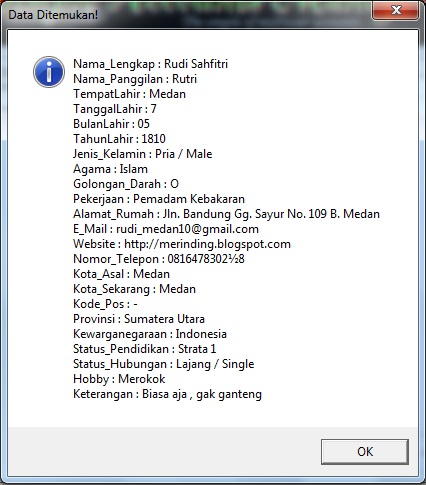 Data Ditemukan!
Nama_Lengkap : Rudi Sahfitri
Nama_Panggilan : Rutri
TempatLahir : Medan
TanggalLahir : 7
BulanLahir : 05
TahunLahir : 1810
Jenis_Kelamin : Pria / Male
Agama : Islam
Golongan_Darah : O
Pekerjaan : Pemadam Kebakaran
Alamat_Rumah : Jln. Bandung Gg. Sayur No. 109 B. Medan
E_Mail : rudi_medan10@gmail.com
Website : http://merinding.blogspot.com
Nomor_Telepon : 0816478302½8
Kota_Asal : Medan
Kota_Sekarang : Medan
Kode_Pos : -
Provinsi : Sumatera Utara
Kewarganegaraan : Indonesia
Status_Pendidikan : Strata 1
Status_Hubungan : Lajang / Single
Hobby : Merokok
Keterangan : Biasa aja , gak ganteng
OK